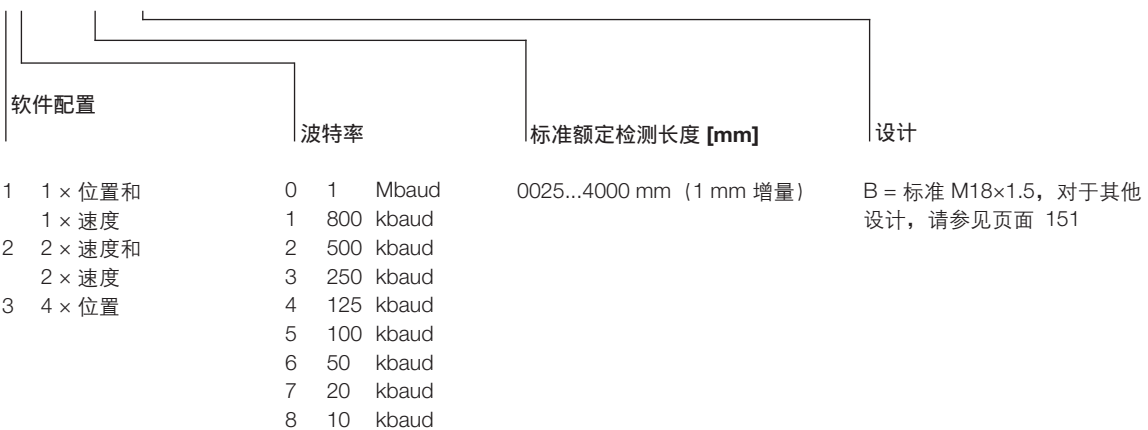 软件配置
波特率
标准额定检测长度 [mm]
设计
1 1 × 位置和
1 × 速度
2 2 × 速度和
2 × 速度
3 4 × 位置
0 1 Mbaud
1 800 kbaud
2 500 kbaud
3 250 kbaud
4 125 kbaud
5 100 kbaud
6 50 kbaud
7 20 kbaud
8 10 kbaud
0025...4000 mm（1 mm 增量）
B = 标准 M18×1.5，对于其他
设计，请参见页面 151